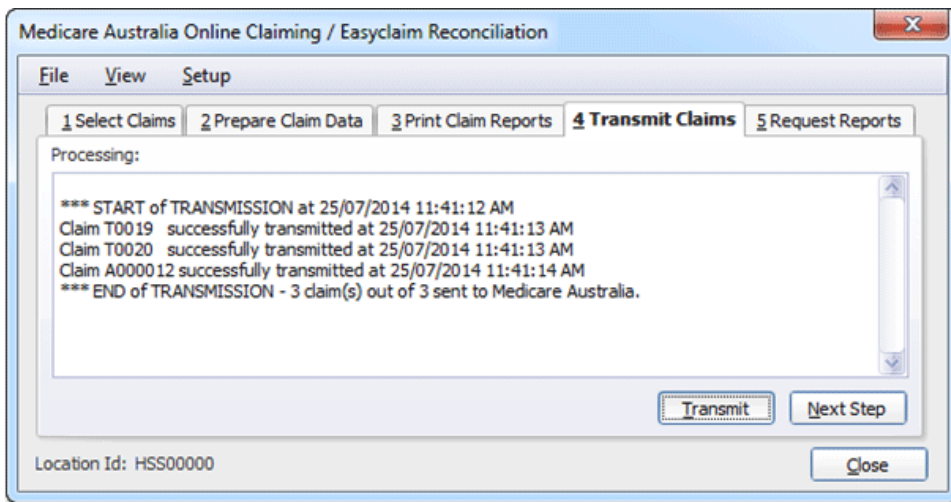 Medicare Australia Online Claiming / Easyclaim Reconciliation
File View Setup
1 Select Claims 2 Prepare Claim Data 3 Print Claim Reports 4 Transmit Claims 5 Request Reports
Processing:
*** START of TRANSMISSION at 25/07/2014 11:41:12 AM
Claim T0019 successfully transmitted at 25/07/2014 11:41:13 AM
Claim T0020 successfully transmitted at 25/07/2014 11:41:13 AM
Claim A000012 successfully transmitted at 25/07/2014 11:41:14 AM
*** END of TRANSMISSION - 3 claim(s) out of 3 sent to Medicare Australia.
Transmit Next Step
Location Id: HSS00000 Close